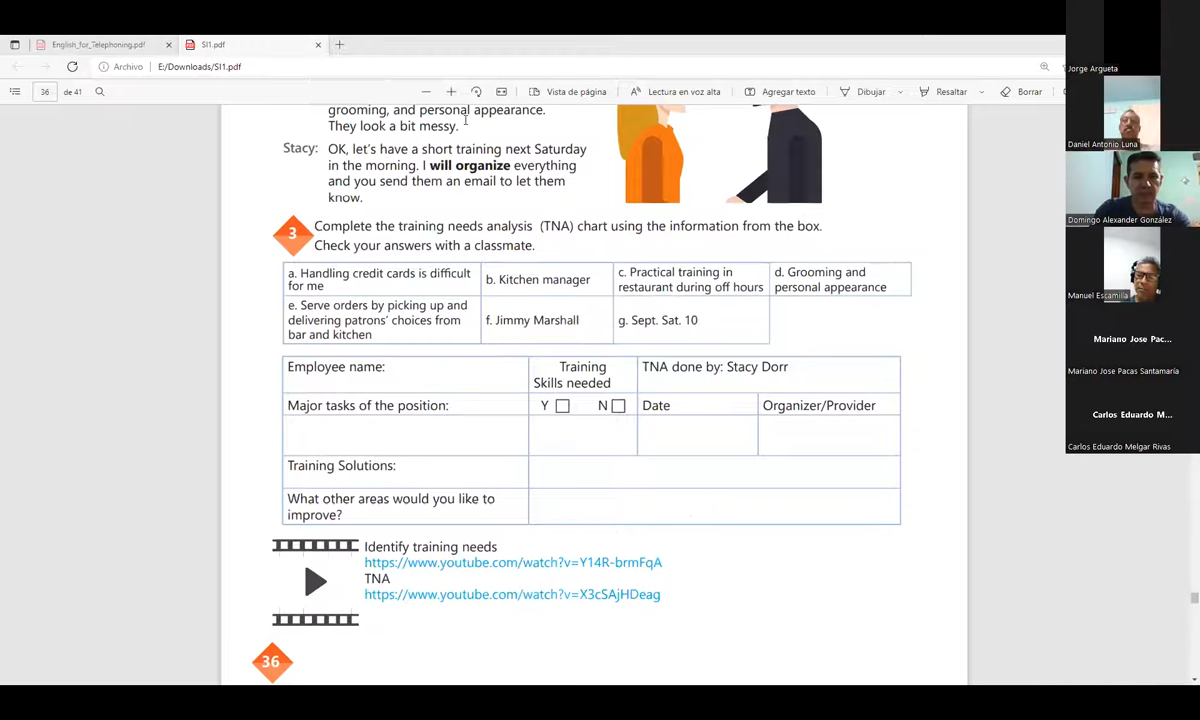 English_for_Telephoning.pdf
SI1.pdf
Archivo
E:/Downloads/SI1.pdf
36
de 41
Vista de página
Lectura en voz alta
Agregar texto
Dibujar
Resaltar
Borrar
grooming, and personal appearance.
They look a bit messy.
Stacy: OK, let's have a short training next Saturday
in the morning. I will organize everything
and you send them an email to let them
know.
3
Complete the training needs analysis (TNA) chart using the information from the box.
Check your answers with a classmate.
a. Handling credit cards is difficult
for me
b. Kitchen manager
c. Practical training in
restaurant during off hours
d. Grooming and
personal appearance
e. Serve orders by picking up and
delivering patrons' choices from
bar and kitchen
f. Jimmy Marshall
g. Sept. Sat. 10
Employee name:
Training
Skills needed
TNA done by: Stacy Dorr
Major tasks of the position:
Y
N
Date
Organizer/Provider
Training Solutions:
What other areas would you like to
improve?
Identify training needs
https://www.youtube.com/watch?v=Y14R-brmFqA
TNA
https://www.youtube.com/watch?v=X3cSAjHDeag
36
Jorge Argueta
Daniel Antonio Luna
Domingo Alexander González
Manuel Escamilla
Mariano Jose Pac...
Mariano Jose Pacas Santamaría
Carlos Eduardo M...
Carlos Eduardo Melgar Rivas